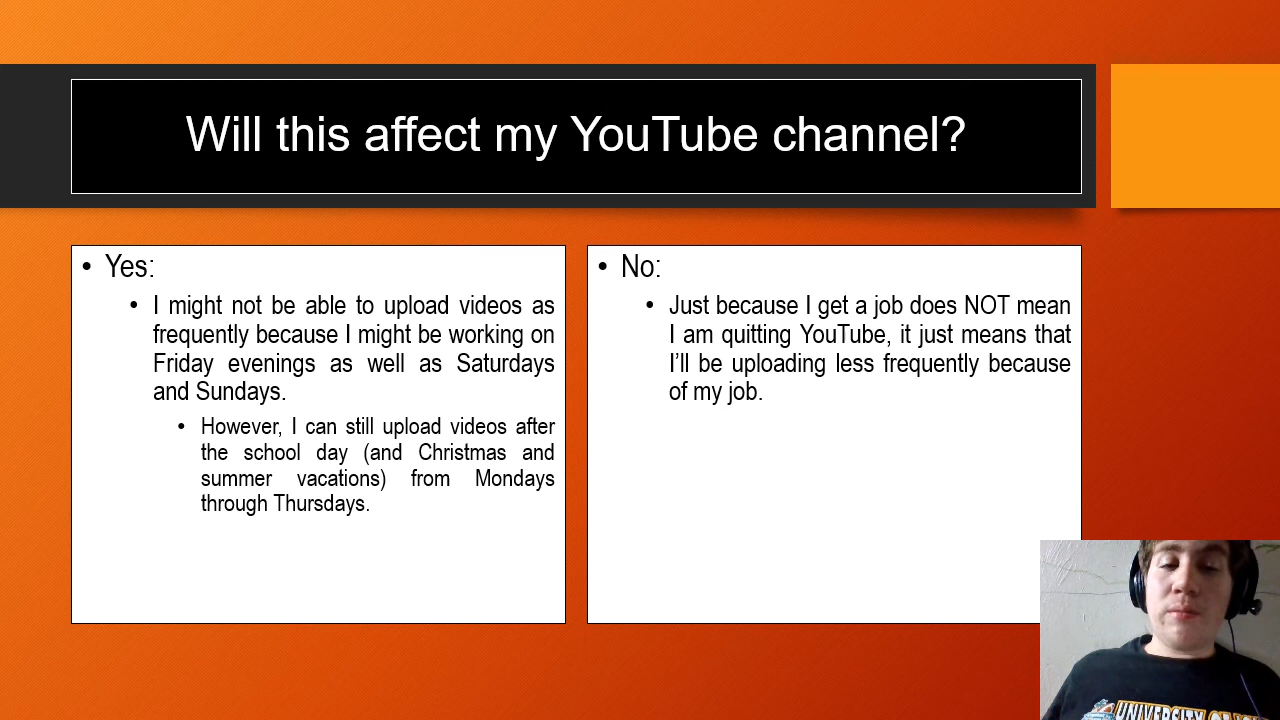 Will this affect my YouTube channel?
• Yes:
• I might not be able to upload videos as
frequently because I might be working on
Friday evenings as well as Saturdays
and Sundays.
• However, I can still upload videos after
the school day (and Christmas and
summer vacations) from Mondays
through Thursdays.
• No:
• Just because I get a job does NOT mean
I am quitting YouTube, it just means that
I'll be uploading less frequently because
of my job.
UNIVERSITY OF